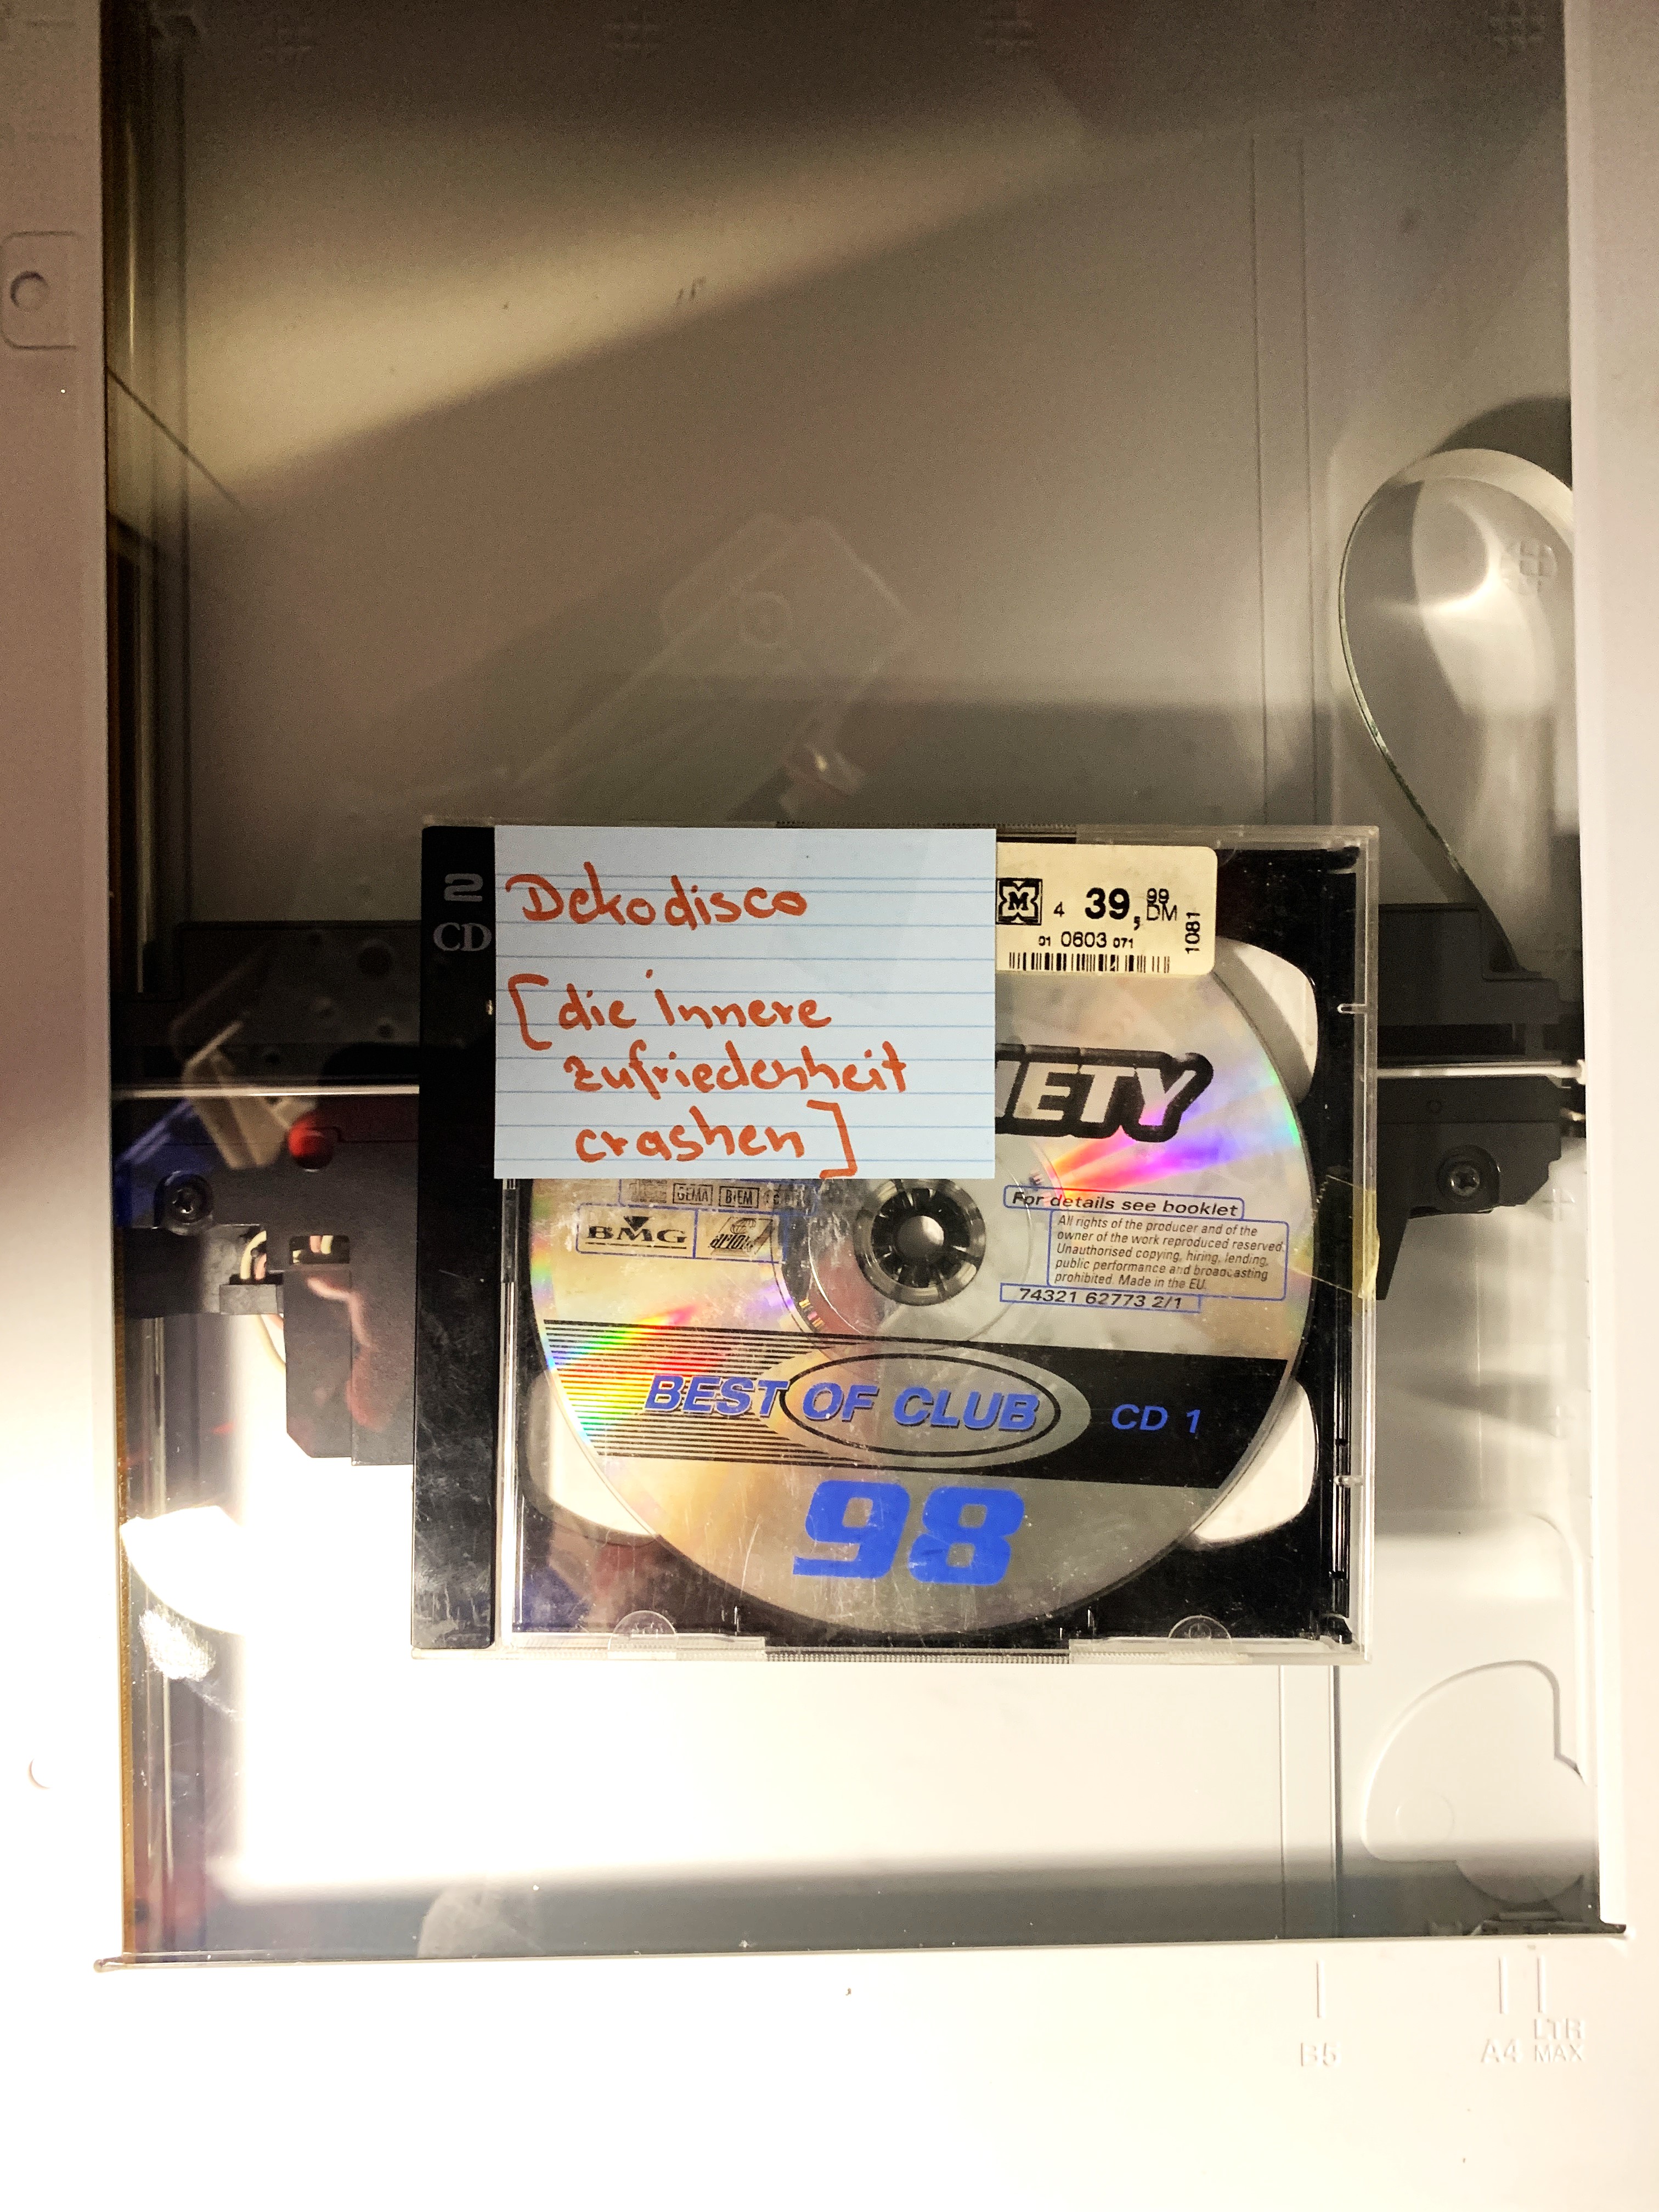 2
CD
Dekodisco
[die innere
zufriedenheit
crashen]
M 4 39,99 DM
01 0603 071
1081
IETY
GEMA BIEM
BMG
For details see booklet
All rights of the producer and of the
owner of the work reproduced reserved.
Unauthorised copying, hiring, lending,
public performance and broadcasting
prohibited. Made in the EU.
74321 62773 2/1
BEST OF CLUB CD 1
98
B5
A4
LTR
MAX